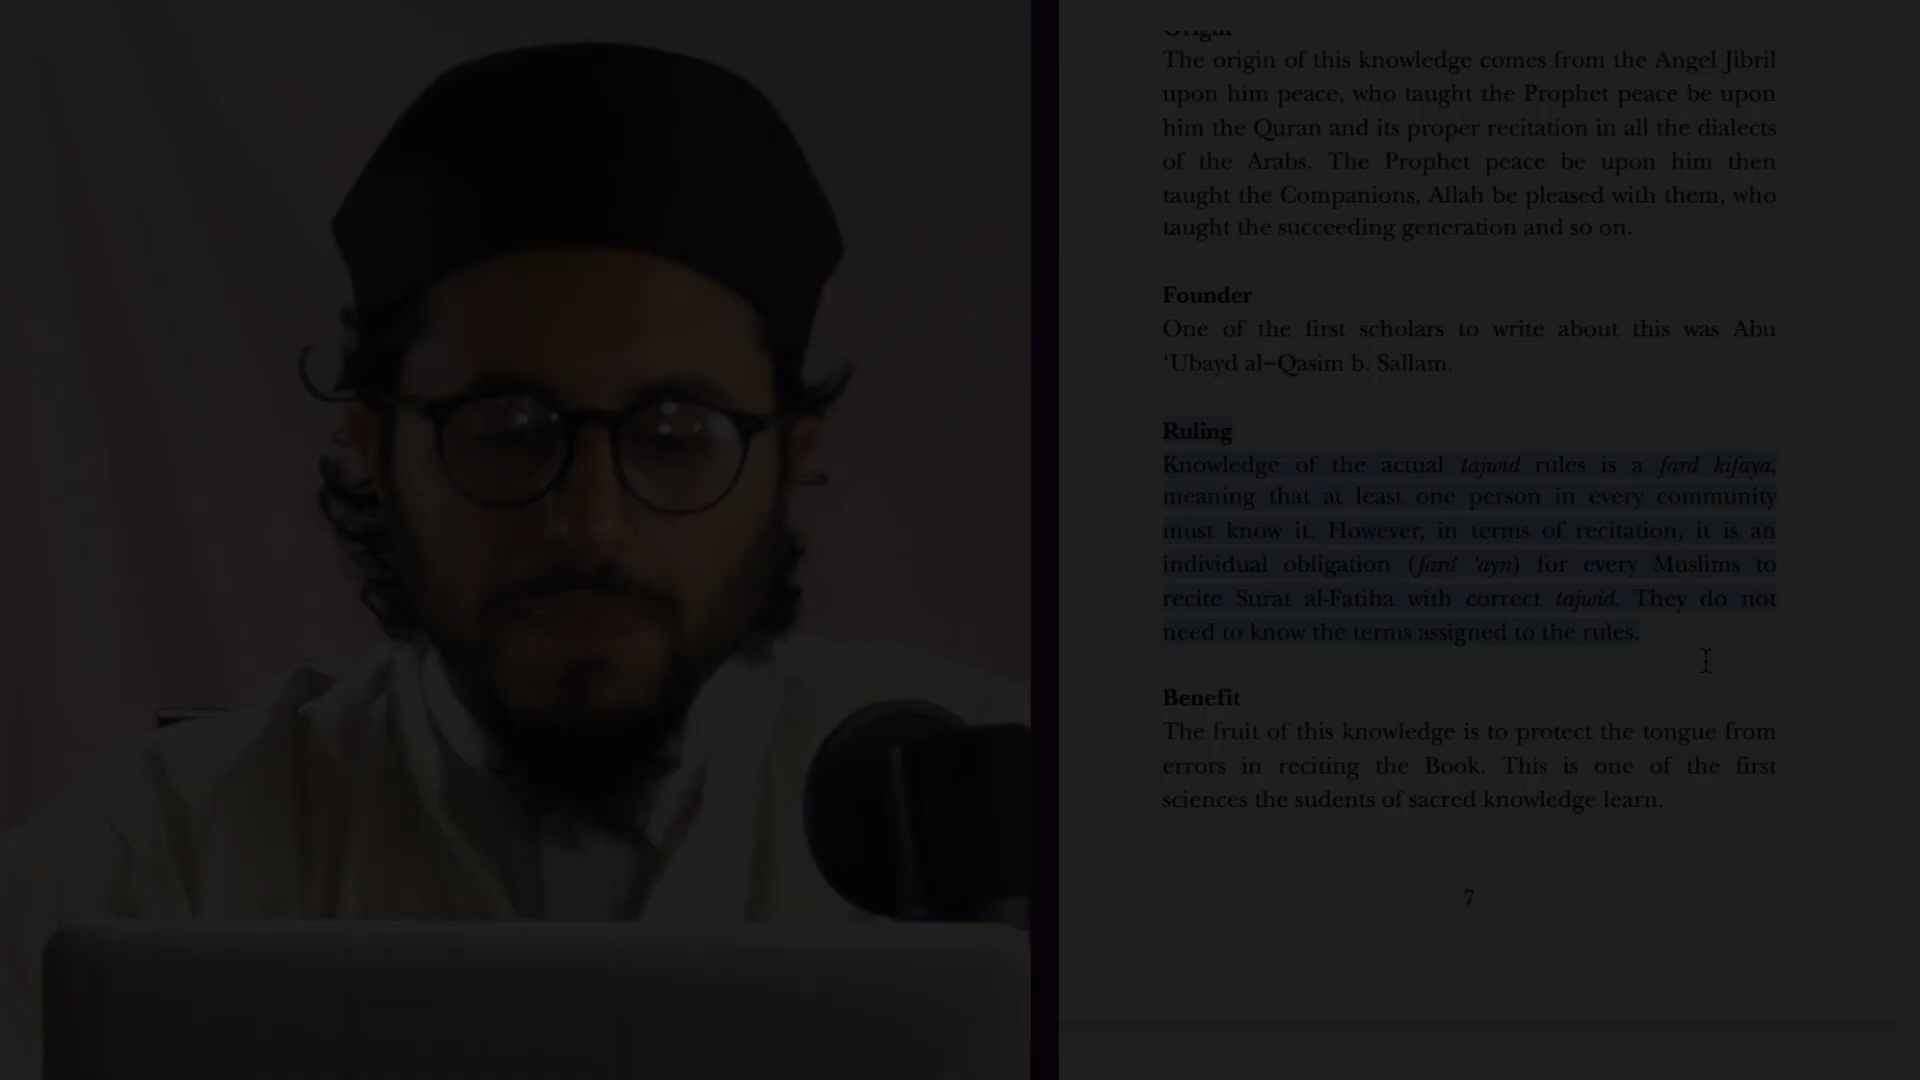 Origin
The origin of this knowledge comes from the Angel Jibril
upon him peace, who taught the Prophet peace be upon
him the Quran and its proper recitation in all the dialects
of the Arabs. The Prophet peace be upon him then
taught the Companions, Allah be pleased with them, who
taught the succeeding generation and so on.
Founder
One of the first scholars to write about this was Abu
‘Ubayd al–Qasim b. Sallam.
Ruling
Knowledge of the actual tajwid rules is a fard kifaya,
meaning that at least one person in every community
must know it. However, in terms of recitation, it is an
individual obligation (fard ‘ayn) for every Muslims to
recite Surat al-Fatiha with correct tajwid. They do not
need to know the terms assigned to the rules.
Benefit
The fruit of this knowledge is to protect the tongue from
errors in reciting the Book. This is one of the first
sciences the sudents of sacred knowledge learn.
7